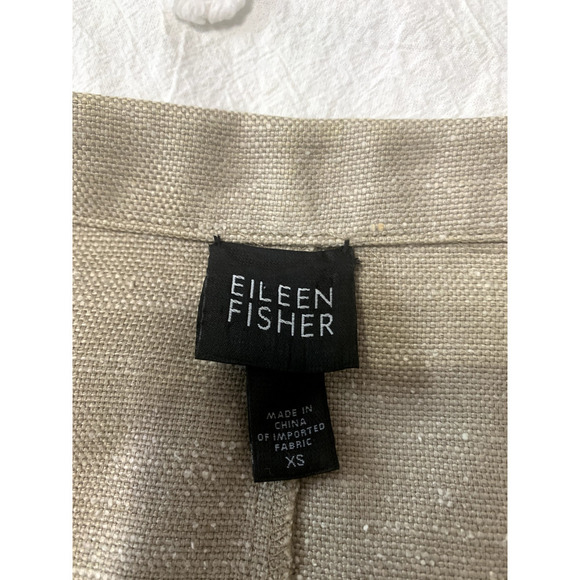 EILEEN
FISHER
MADE IN
CHINA
OF IMPORTED
FABRIC
XS